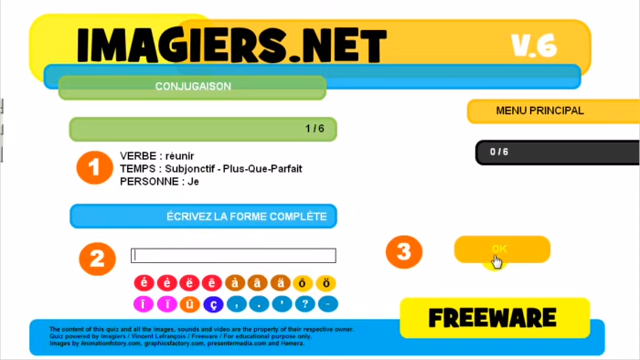 IMAGIERS.NET
V.6
CONJUGAISON
MENU PRINCIPAL
1 / 6
0 / 6
1
VERBE : réunir
TEMPS : Subjonctif - Plus-Que-Parfait
PERSONNE : Je
ÉCRIVEZ LA FORME COMPLÈTE
2
3
OK
ç , . ' ? -
FREEWARE
The content of this quiz and all the images, sounds and video are the property of their respective owner.
Quiz powered by Imagiers / Vincent Lefrançois / Freeware / For educational purpose only.
Images by Animationfactory.com, graphicsfactory.com, presentermedia.com and Hemera.